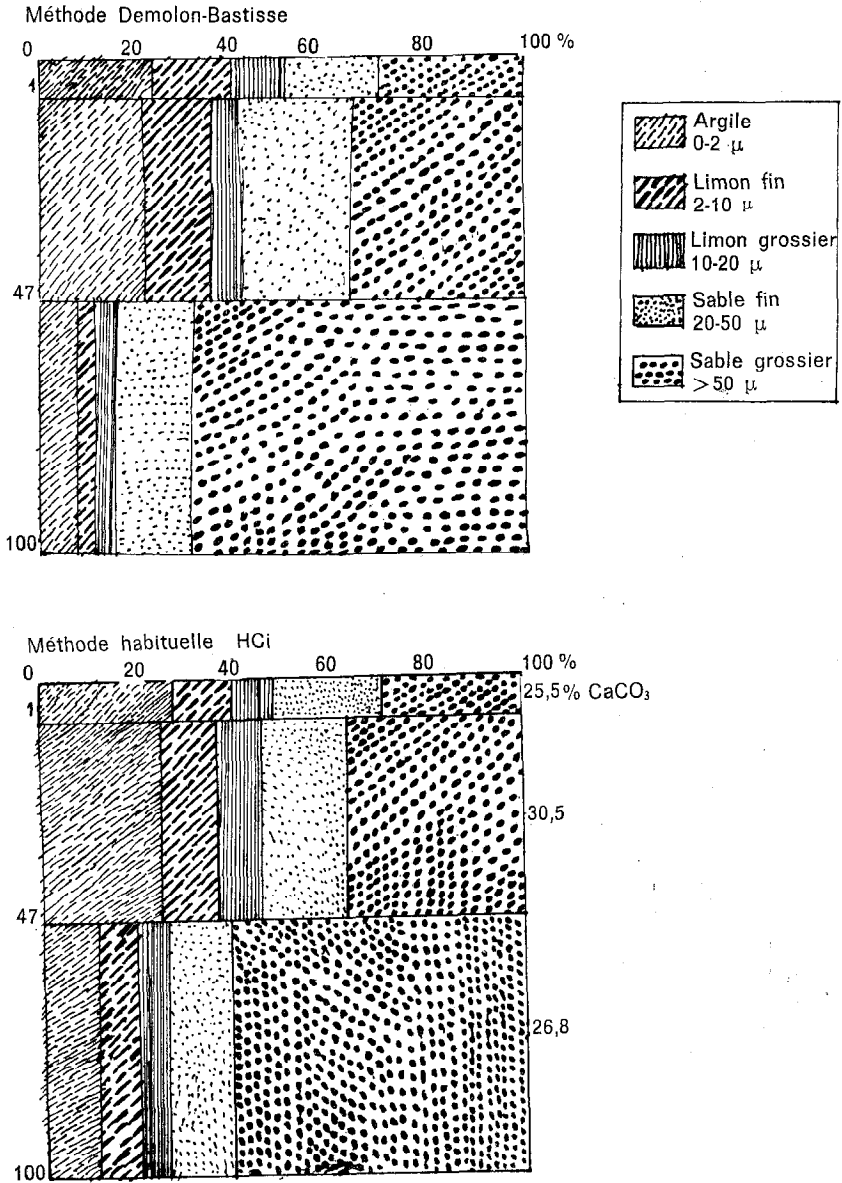 Méthode Demolon-Bastisse
0 20 40 60 80 100 %
1
47
100
Argile
0-2 µ
Limon fin
2-10 µ
Limon grossier
10-20 µ
Sable fin
20-50 µ
Sable grossier
>50 µ
Méthode habituelle HCi
0 20 40 60 80 100 %
1
25,5% CaCO₃
30,5
47
26,8
100